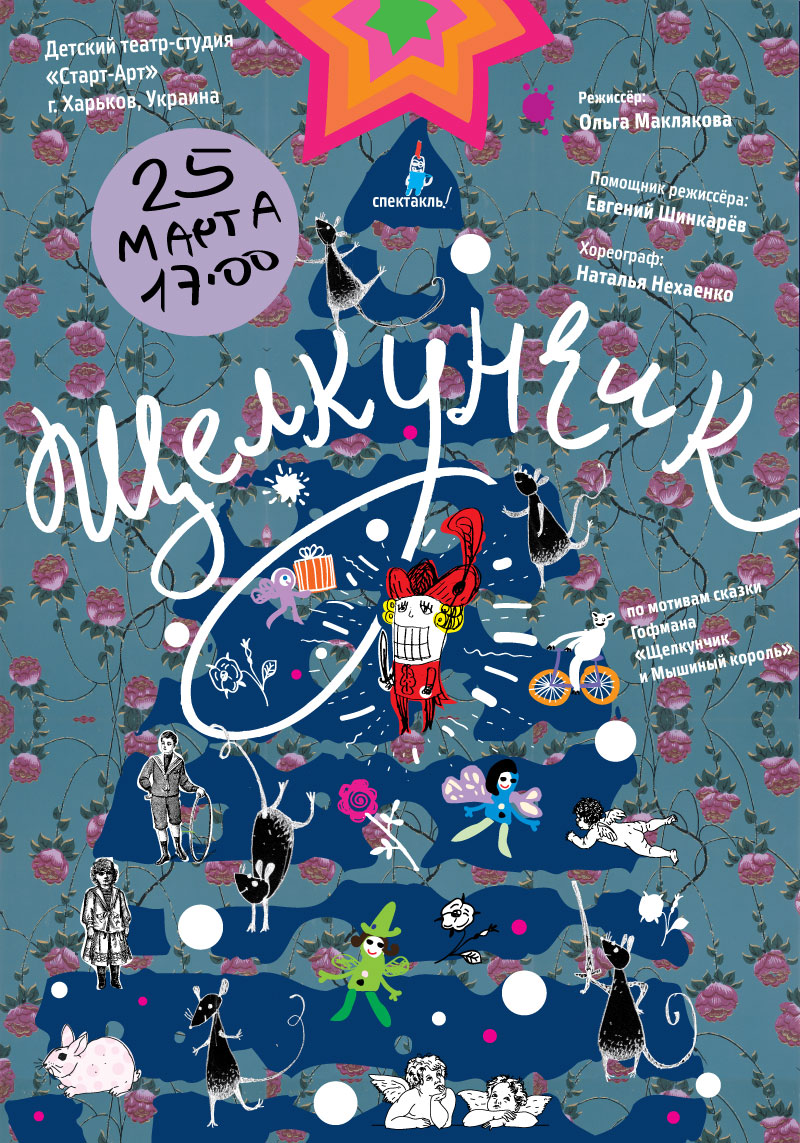 Детский театр-студия
«Старт-Арт»
г. Харьков, Украина
25
МАРТА
17.00
спектакль!
Режиссёр:
Ольга Маклякова
Помощник режиссёра:
Евгений Шинкарёв
Хореограф:
Наталья Нехаенко
Щелкунчик
по мотивам сказки
Гофмана
«Щелкунчик
и Мышиный король»